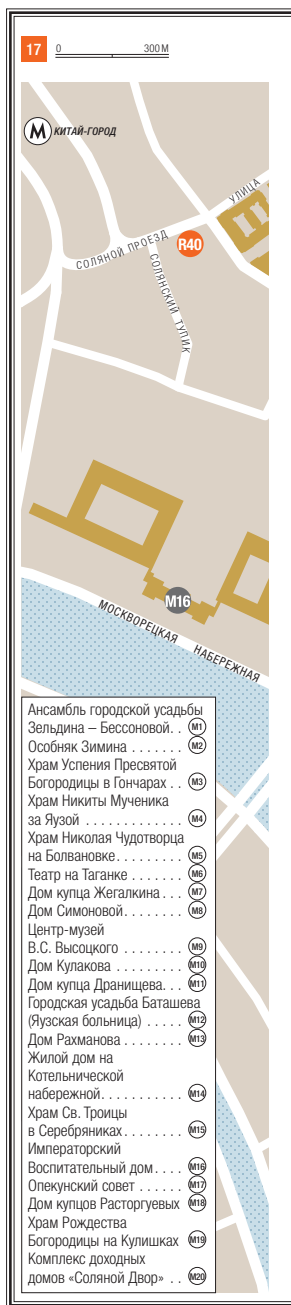 17 0 300 М
М КИТАЙ-ГОРОД
УЛИЦА
СОЛЯНОЙ ПРОЕЗД
R40
СОЛЯНСКИЙ ТУПИК
M16
МОСКВОРЕЦКАЯ НАБЕРЕЖНАЯ
Ансамбль городской усадьбы
Зельдина – Бессоновой. . M1
Особняк Зимина . . . . . . . M2
Храм Успения Пресвятой
Богородицы в Гончарах . . M3
Храм Никиты Мученика
за Яузой . . . . . . . . . . . . . M4
Храм Николая Чудотворца
на Болвановке. . . . . . . . . M5
Театр на Таганке . . . . . . . M6
Дом купца Жегалкина . . . M7
Дом Симоновой. . . . . . . . M8
Центр-музей
В.С. Высоцкого . . . . . . . . M9
Дом Кулакова . . . . . . . . . M10
Дом купца Дранищева. . . M11
Городская усадьба Баташева
(Яузская больница) . . . . . M12
Дом Рахманова . . . . . . . . M13
Жилой дом на
Котельнической
набережной. . . . . . . . . . . M14
Храм Св. Троицы
в Серебряниках. . . . . . . . M15
Императорский
Воспитательный дом. . . . M16
Опекунский совет . . . . . . M17
Дом купцов Расторгуевых M18
Храм Рождества
Богородицы на Кулишках M19
Комплекс доходных
домов «Соляной Двор» . . M20